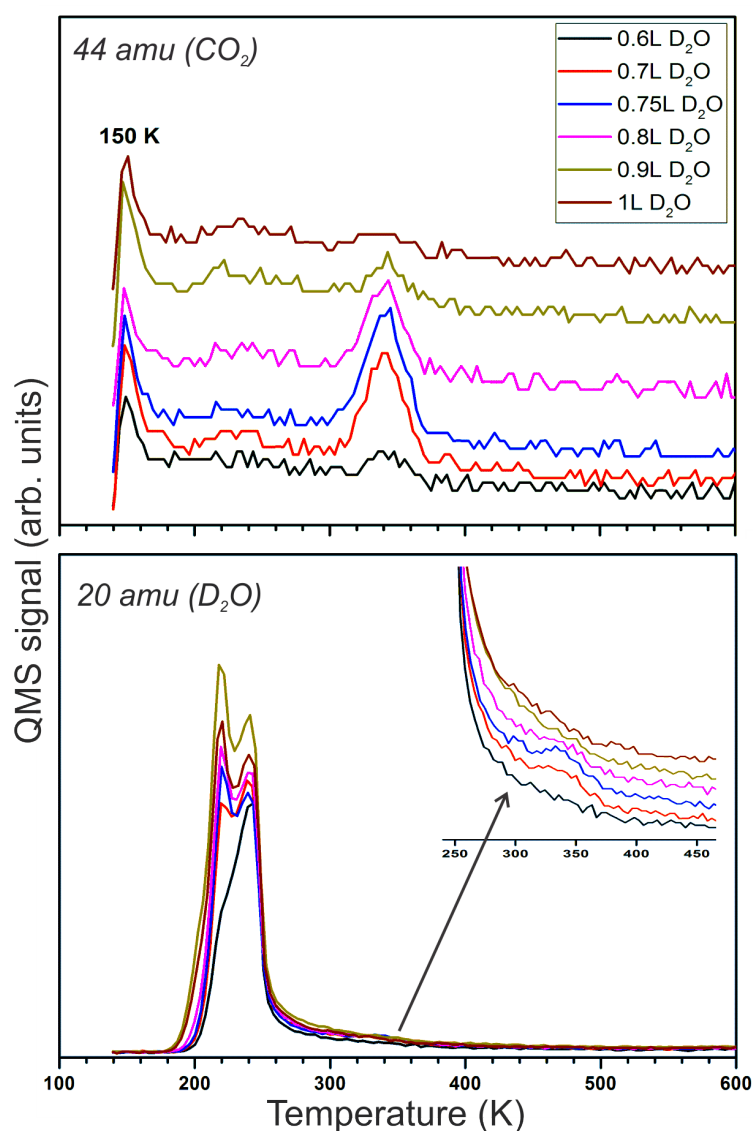 44 amu (CO₂)
0.6L D₂O
0.7L D₂O
0.75L D₂O
0.8L D₂O
0.9L D₂O
1L D₂O
150 K
QMS signal (arb. units)
20 amu (D₂O)
250 300 350 400 450
100 200 300 400 500 600
Temperature (K)